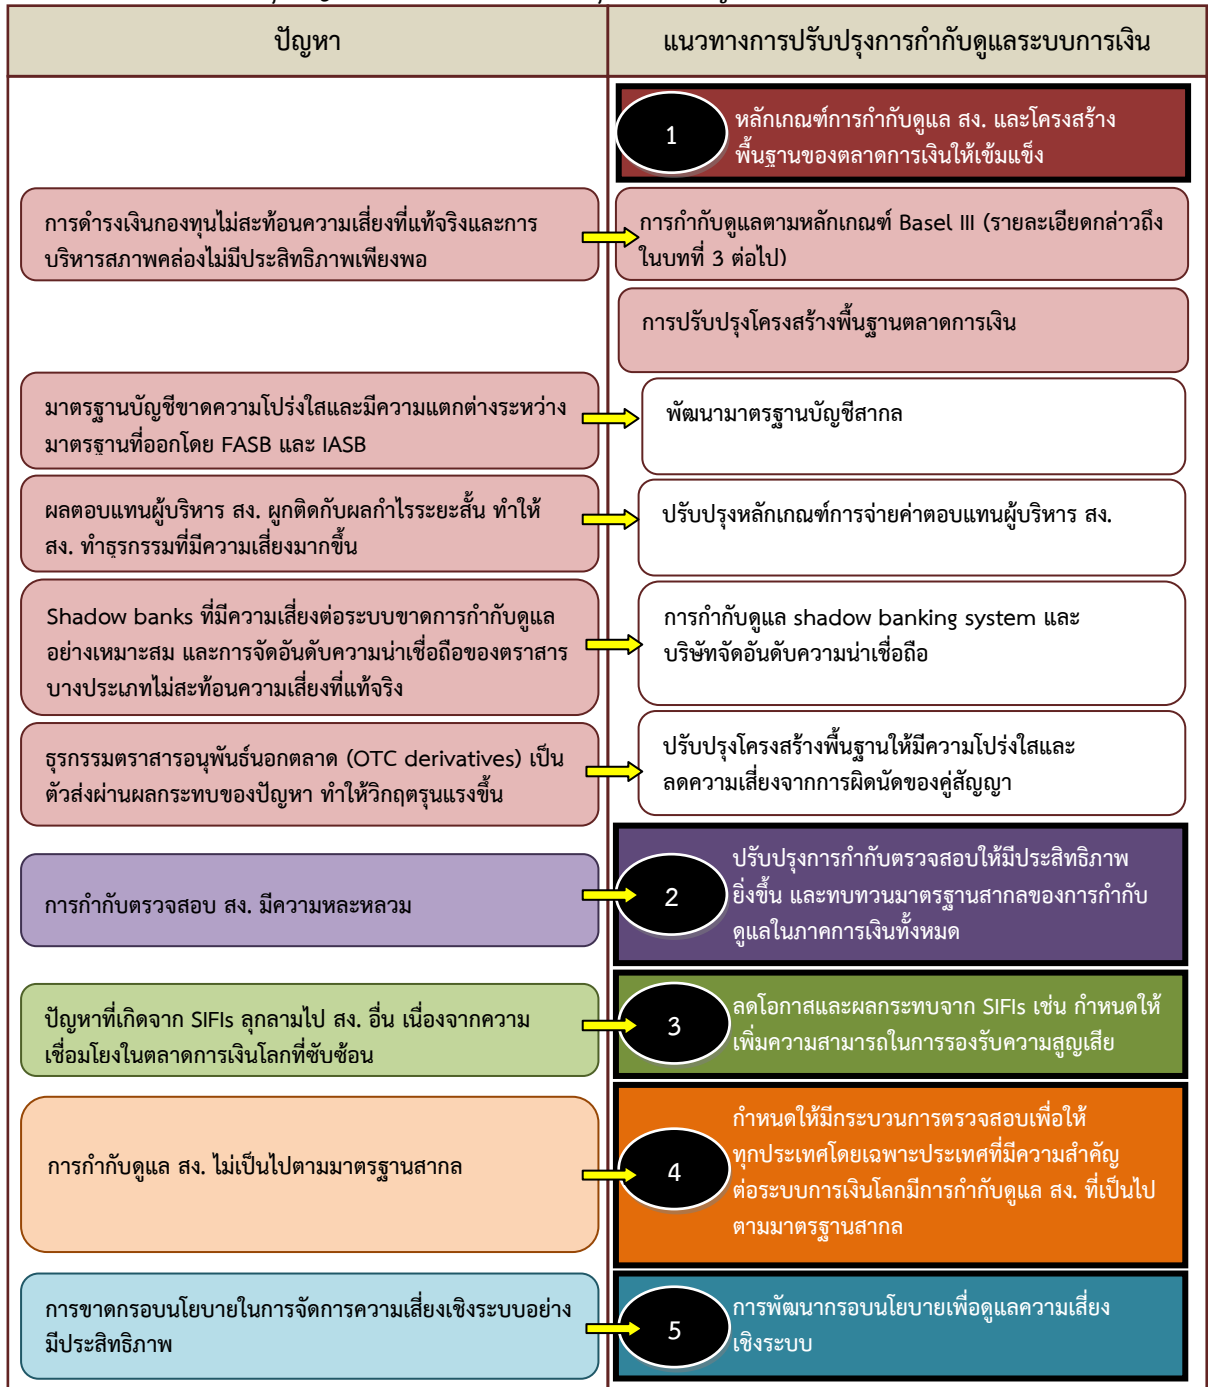 ปัญหา
แนวทางการปรับปรุงการกำกับดูแลระบบการเงิน
1
หลักเกณฑ์การกำกับดูแล สง. และโครงสร้าง
พื้นฐานของตลาดการเงินให้เข้มแข็ง
การดำรงเงินกองทุนไม่สะท้อนความเสี่ยงที่แท้จริงและการ
บริหารสภาพคล่องไม่มีประสิทธิภาพเพียงพอ
การกำกับดูแลตามหลักเกณฑ์ Basel III (รายละเอียดกล่าวถึง
ในบทที่ 3 ต่อไป)
การปรับปรุงโครงสร้างพื้นฐานตลาดการเงิน
มาตรฐานบัญชีขาดความโปร่งใสและมีความแตกต่างระหว่าง
มาตรฐานที่ออกโดย FASB และ IASB
พัฒนามาตรฐานบัญชีสากล
ผลตอบแทนผู้บริหาร สง. ผูกติดกับผลกำไรระยะสั้น ทำให้
สง. ทำธุรกรรมที่มีความเสี่ยงมากขึ้น
ปรับปรุงหลักเกณฑ์การจ่ายค่าตอบแทนผู้บริหาร สง.
Shadow banks ที่มีความเสี่ยงต่อระบบขาดการกำกับดูแล
อย่างเหมาะสม และการจัดอันดับความน่าเชื่อถือของตราสาร
บางประเภทไม่สะท้อนความเสี่ยงที่แท้จริง
การกำกับดูแล shadow banking system และ
บริษัทจัดอันดับความน่าเชื่อถือ
ธุรกรรมตราสารอนุพันธ์นอกตลาด (OTC derivatives) เป็น
ตัวส่งผ่านผลกระทบของปัญหา ทำให้วิกฤตรุนแรงขึ้น
ปรับปรุงโครงสร้างพื้นฐานให้มีความโปร่งใสและ
ลดความเสี่ยงจากการผิดนัดของคู่สัญญา
การกำกับตรวจสอบ สง. มีความหละหลวม
2
ปรับปรุงการกำกับตรวจสอบให้มีประสิทธิภาพ
ยิ่งขึ้น และทบทวนมาตรฐานสากลของการกำกับ
ดูแลในภาคการเงินทั้งหมด
ปัญหาที่เกิดจาก SIFIs ลุกลามไป สง. อื่น เนื่องจากความ
เชื่อมโยงในตลาดการเงินโลกที่ซับซ้อน
3
ลดโอกาสและผลกระทบจาก SIFIs เช่น กำหนดให้
เพิ่มความสามารถในการรองรับความสูญเสีย
การกำกับดูแล สง. ไม่เป็นไปตามมาตรฐานสากล
4
กำหนดให้มีกระบวนการตรวจสอบเพื่อให้
ทุกประเทศโดยเฉพาะประเทศที่มีความสำคัญ
ต่อระบบการเงินโลกมีการกำกับดูแล สง. ที่เป็นไป
ตามมาตรฐานสากล
การขาดกรอบนโยบายในการจัดการความเสี่ยงเชิงระบบอย่าง
มีประสิทธิภาพ
5
การพัฒนากรอบนโยบายเพื่อดูแลความเสี่ยง
เชิงระบบ